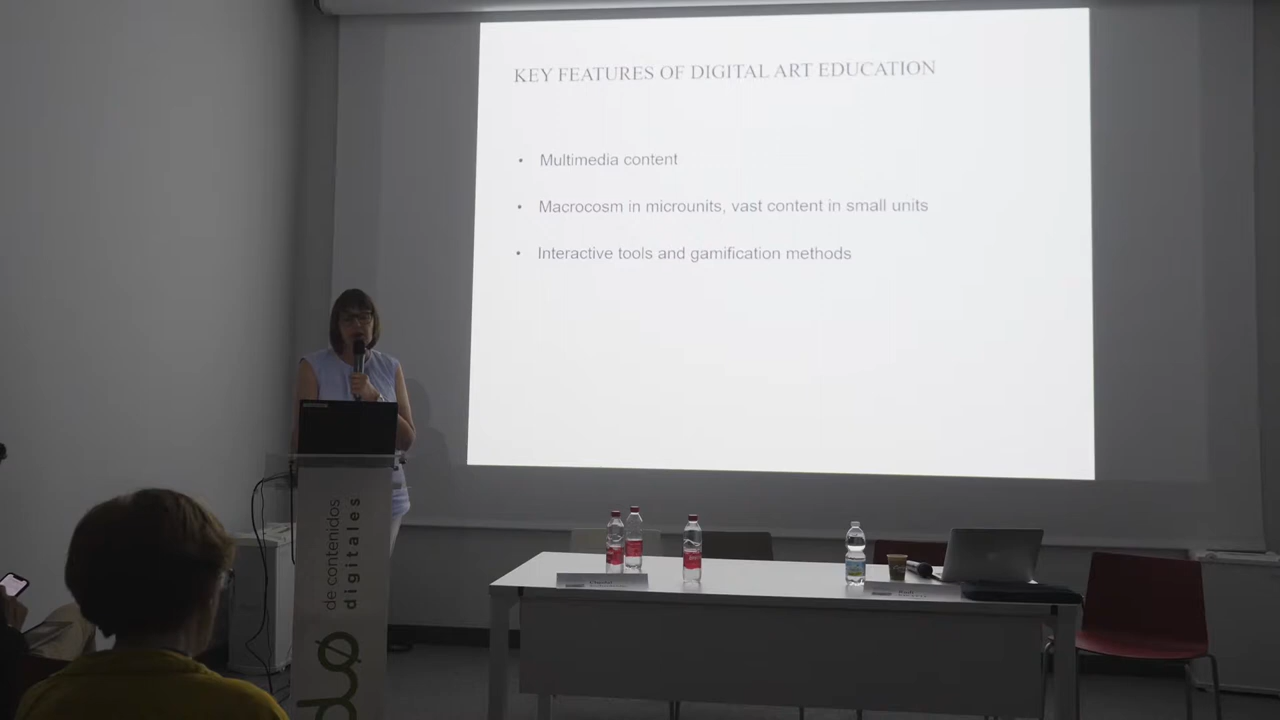 KEY FEATURES OF DIGITAL ART EDUCATION
• Multimedia content
• Macrocosm in microunits, vast content in small units
• Interactive tools and gamification methods
de contenidos
digitales